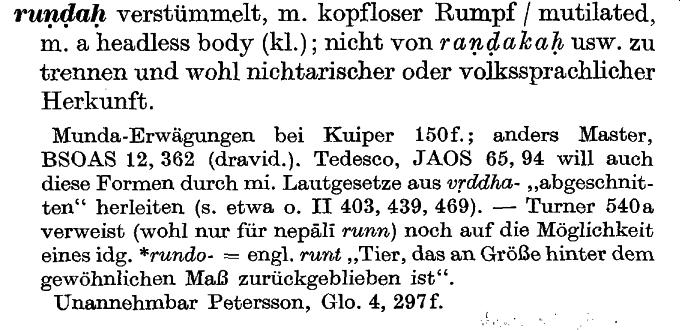 ruṇḍaḥ verstümmelt, m. kopfloser Rumpf / mutilated,
m. a headless body (kl.); nicht von raṇḍakaḥ usw. zu
trennen und wohl nichtarischer oder volkssprachlicher
Herkunft.
Munda-Erwägungen bei Kuiper 150f.; anders Master,
BSOAS 12, 362 (dravid.). Tedesco, JAOS 65, 94 will auch
diese Formen durch mi. Lautgesetze aus vṛddha- „abgeschnit-
ten“ herleiten (s. etwa o. II 403, 439, 469). — Turner 540a
verweist (wohl nur für nepālī runn) noch auf die Möglichkeit
eines idg. *rundo- = engl. runt „Tier, das an Größe hinter dem
gewöhnlichen Maß zurückgeblieben ist“.
Unannehmbar Petersson, Glo. 4, 297f.